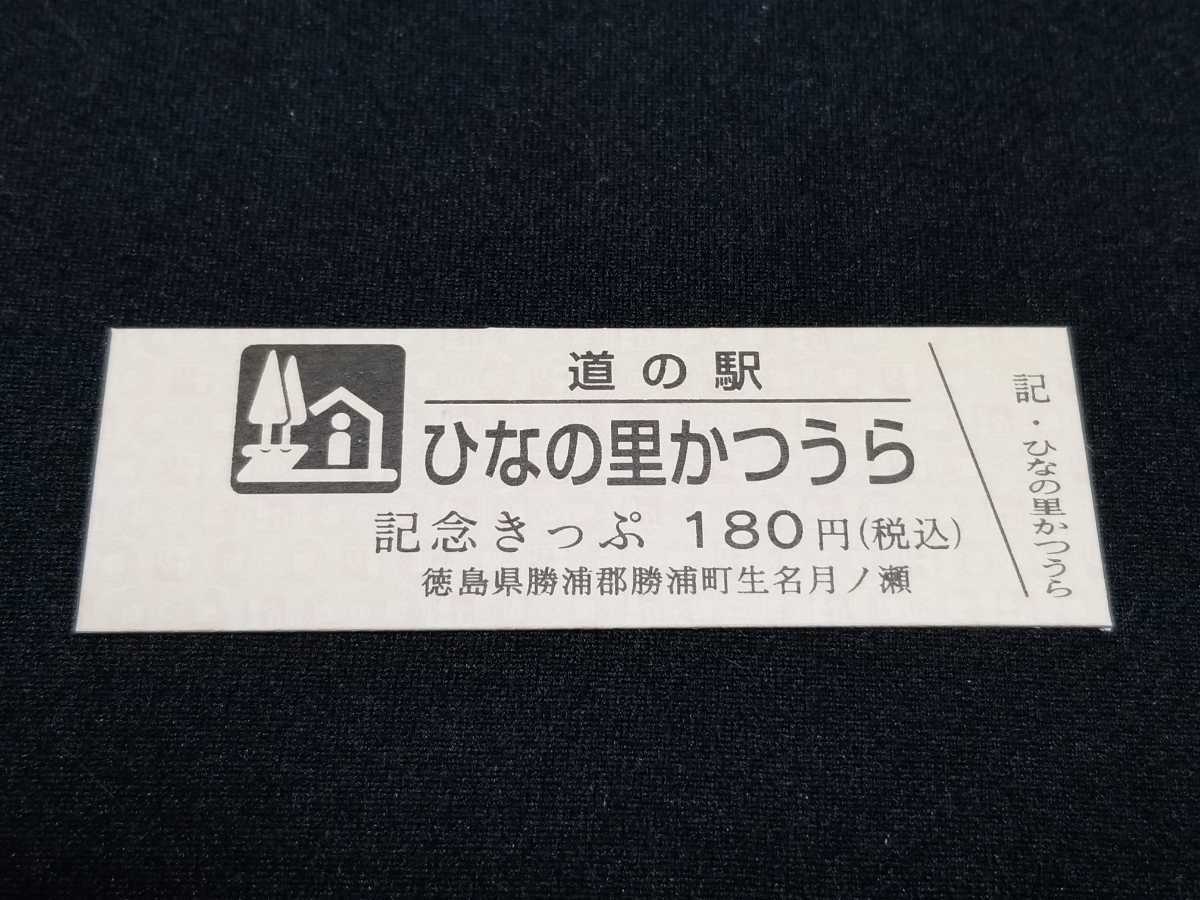 道の駅
ひなの里かつうら
記念きっぷ 180円(税込)
徳島県勝浦郡勝浦町生名月ノ瀬
記・ひなの里かつうら